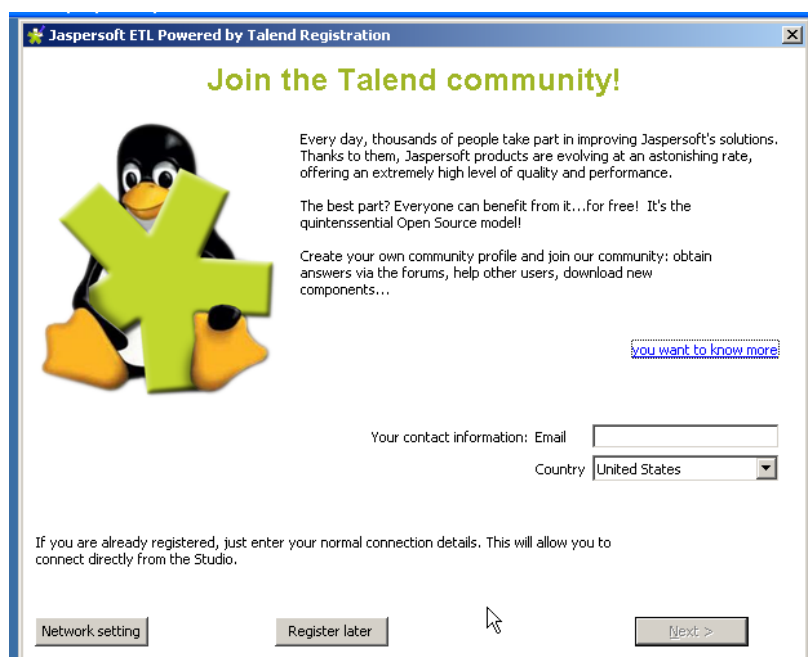 Jaspersoft ETL Powered by Talend Registration
Join the Talend community!
Every day, thousands of people take part in improving Jaspersoft's solutions.
Thanks to them, Jaspersoft products are evolving at an astonishing rate,
offering an extremely high level of quality and performance.
The best part? Everyone can benefit from it...for free! It's the
quintenssential Open Source model!
Create your own community profile and join our community: obtain
answers via the forums, help other users, download new
components...
you want to know more
Your contact information: Email
Country United States
If you are already registered, just enter your normal connection details. This will allow you to
connect directly from the Studio.
Network setting Register later Next >